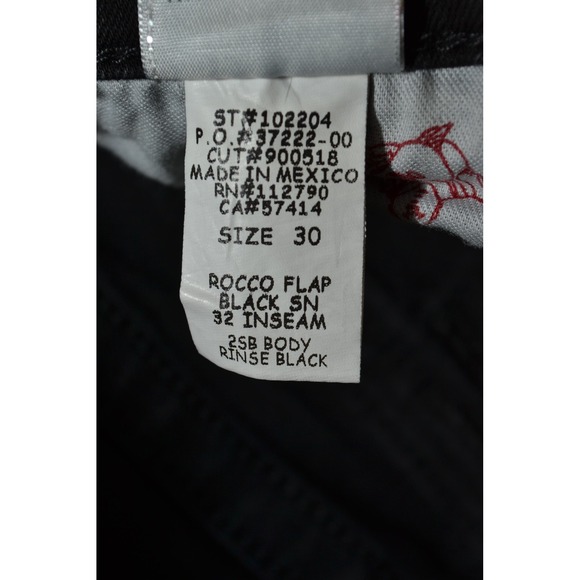 ST#102204
P.O.#37222-00
CUT#900518
MADE IN MEXICO
RN#112790
CA#57414
SIZE 30
ROCCO FLAP
BLACK SN
32 INSEAM
2SB BODY
RINSE BLACK